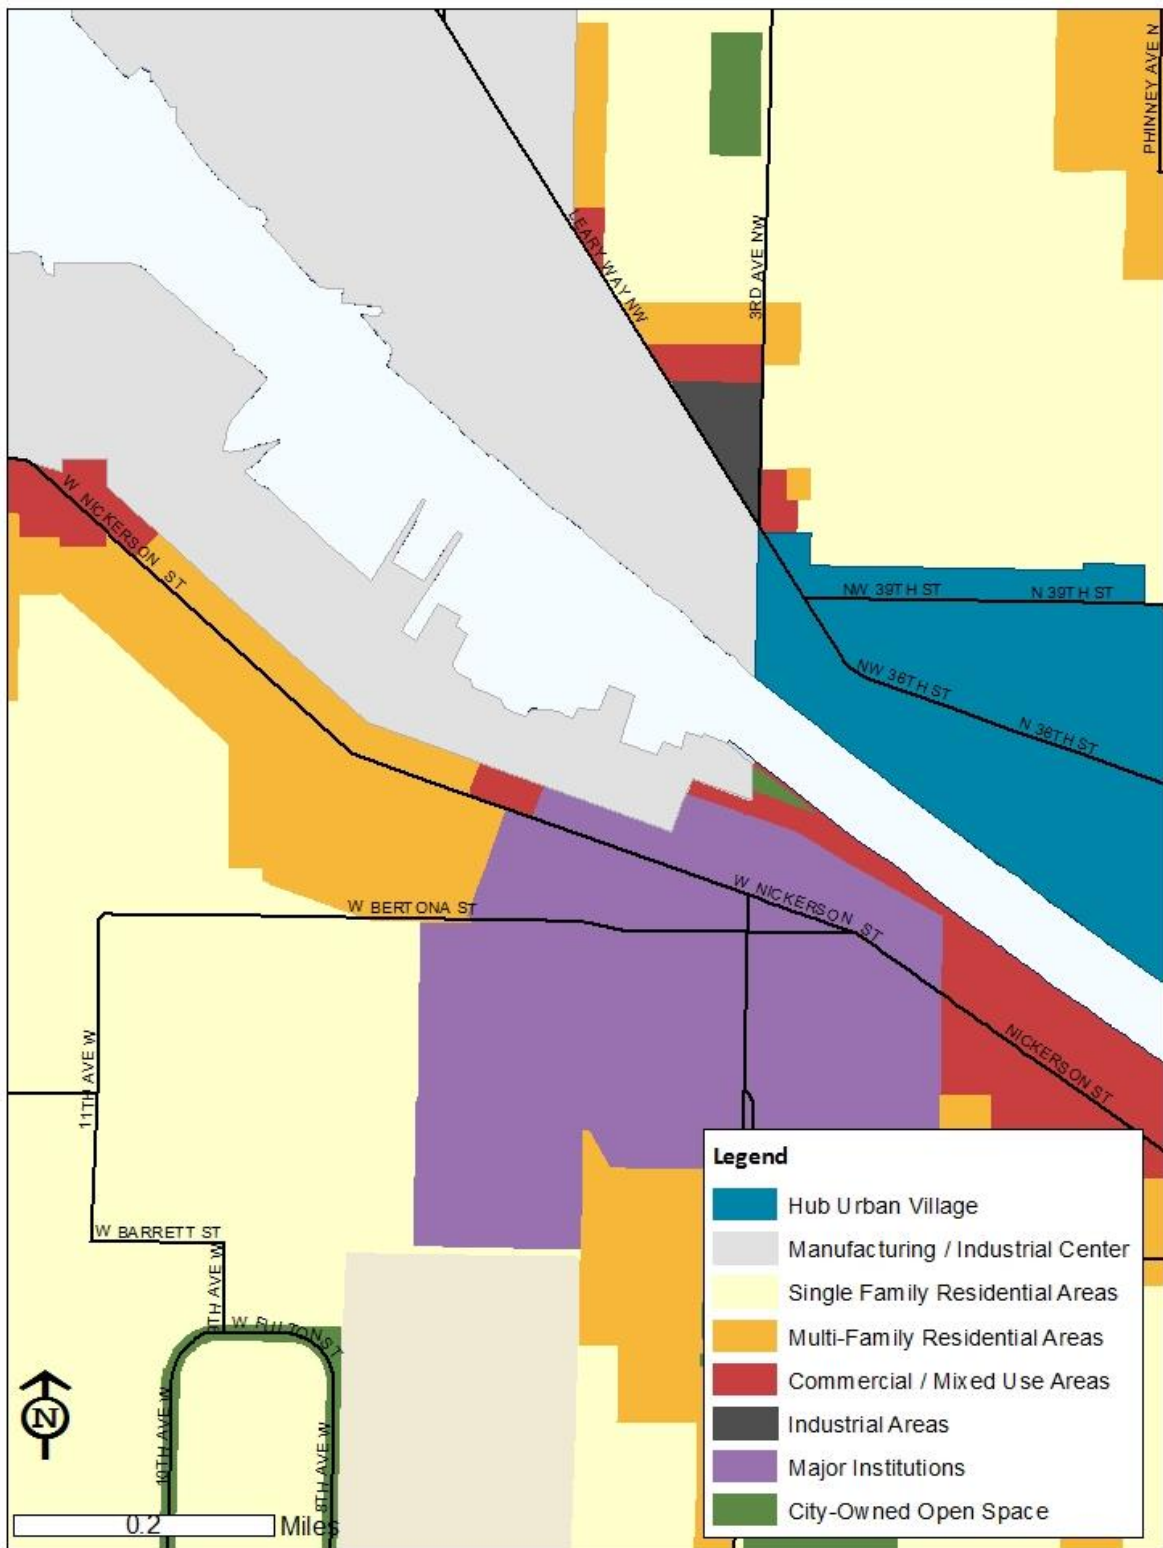 PHINNEY AVE N
LEARY WAY NW
3RD AVE NW
W NICKERSON ST
NW 39TH ST
N 39TH ST
NW 36TH ST
N 36TH ST
W NICKERSON ST
W BERTONA ST
NICKERSON ST
11TH AVE W
W BARRETT ST
9TH AVE W
W FULTON ST
10TH AVE W
8TH AVE W
N
0.2 Miles
Legend
Hub Urban Village
Manufacturing / Industrial Center
Single Family Residential Areas
Multi-Family Residential Areas
Commercial / Mixed Use Areas
Industrial Areas
Major Institutions
City-Owned Open Space